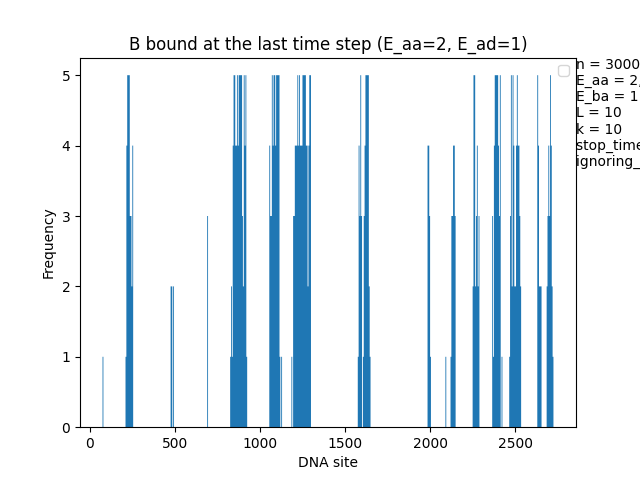 B bound at the last time step (E_aa=2, E_ad=1)
n = 3000
E_aa = 2,
E_ba = 1
L = 10
k = 10
stop_time
ignoring_
5
4
3
2
1
0
Frequency
0 500 1000 1500 2000 2500
DNA site